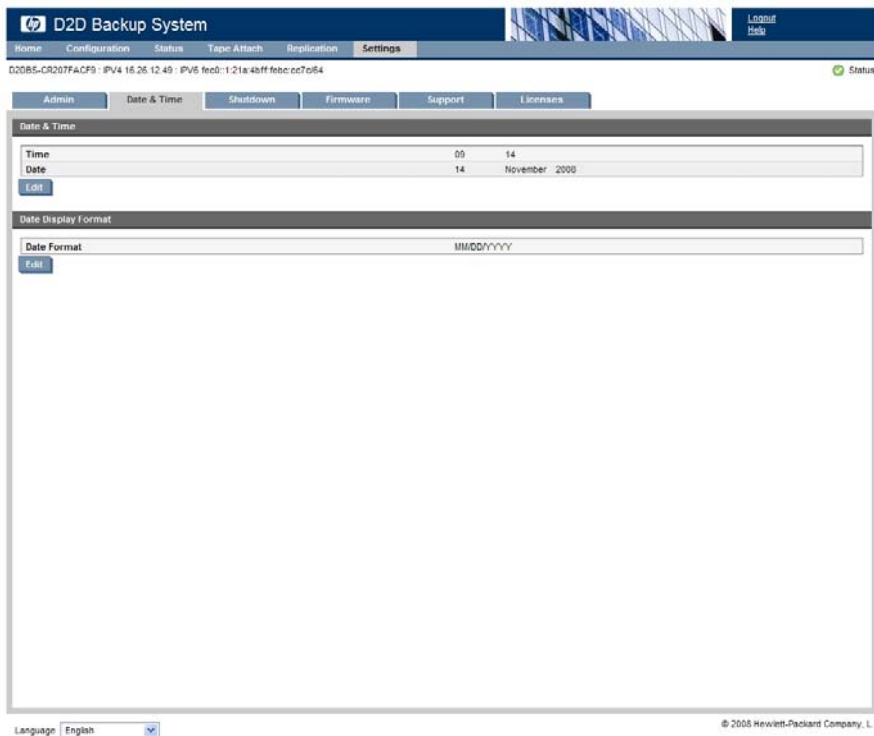 hp D2D Backup System
Logout
Help
Home Configuration Status Tape Attach Replication Settings
D2DBS-CR207FACF9 : IPV4 16.26.12.49 : IPV6 fec0::1:21a:4bff:febc:cc7c/64
Status
Admin Date & Time Shutdown Firmware Support Licenses
Date & Time
Time 09 14
Date 14 November 2008
Edit
Date Display Format
Date Format MM/DD/YYYY
Edit
Language English
© 2008 Hewlett-Packard Company, L